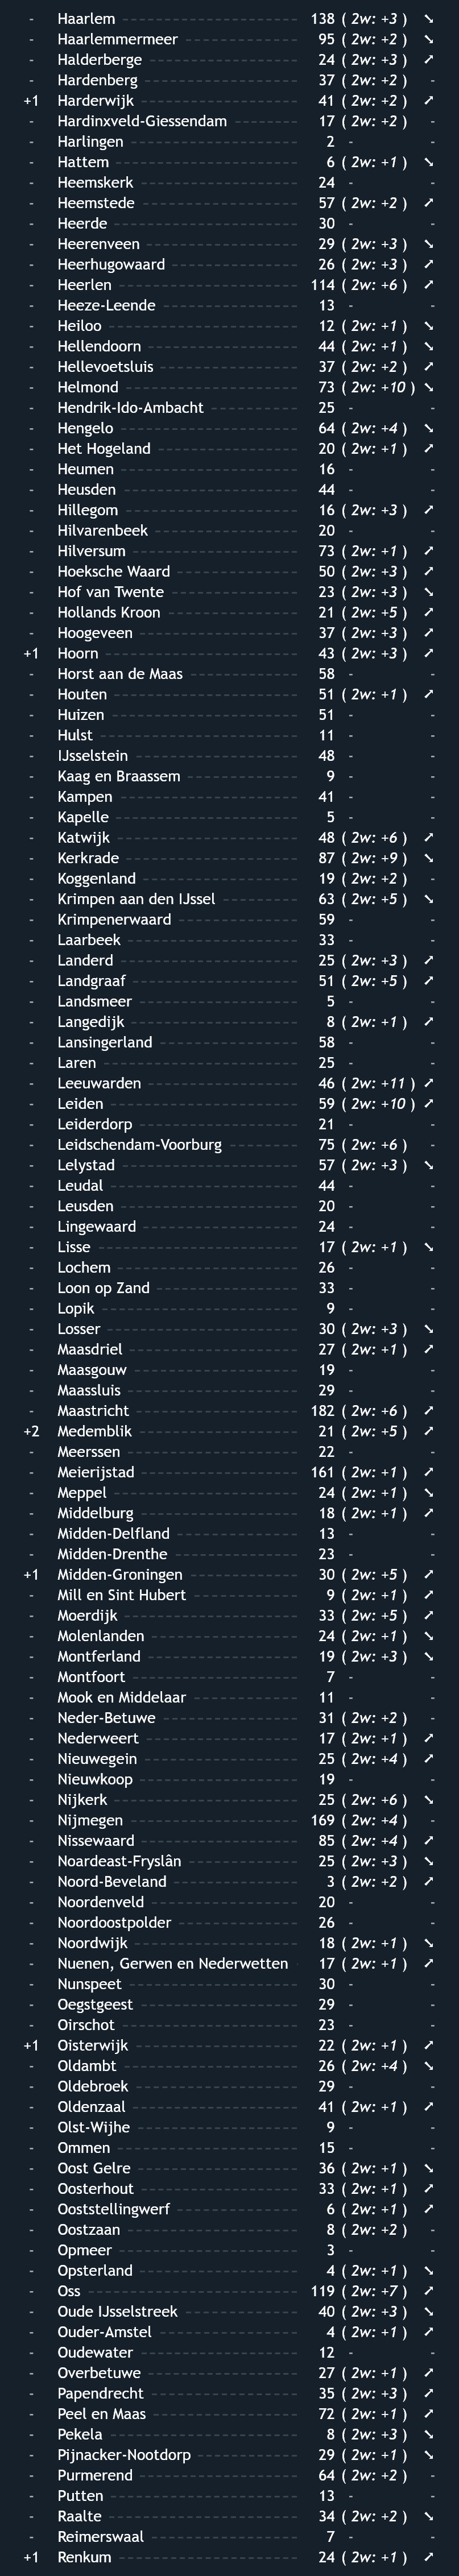 - Haarlem 138 ( 2w: +3 ) ↘
- Haarlemmermeer 95 ( 2w: +2 ) ↘
- Halderberge 24 ( 2w: +3 ) ↗
- Hardenberg 37 ( 2w: +2 ) -
+1 Harderwijk 41 ( 2w: +2 ) ↗
- Hardinxveld-Giessendam 17 ( 2w: +2 ) -
- Harlingen 2 - -
- Hattem 6 ( 2w: +1 ) ↘
- Heemskerk 24 - -
- Heemstede 57 ( 2w: +2 ) ↗
- Heerde 30 - -
- Heerenveen 29 ( 2w: +3 ) ↘
- Heerhugowaard 26 ( 2w: +3 ) ↗
- Heerlen 114 ( 2w: +6 ) ↗
- Heeze-Leende 13 - -
- Heiloo 12 ( 2w: +1 ) ↘
- Hellendoorn 44 ( 2w: +1 ) ↘
- Hellevoetsluis 37 ( 2w: +2 ) ↗
- Helmond 73 ( 2w: +10 ) ↘
- Hendrik-Ido-Ambacht 25 - -
- Hengelo 64 ( 2w: +4 ) ↘
- Het Hogeland 20 ( 2w: +1 ) ↗
- Heumen 16 - -
- Heusden 44 - -
- Hillegom 16 ( 2w: +3 ) ↗
- Hilvarenbeek 20 - -
- Hilversum 73 ( 2w: +1 ) ↗
- Hoeksche Waard 50 ( 2w: +3 ) ↗
- Hof van Twente 23 ( 2w: +3 ) ↘
- Hollands Kroon 21 ( 2w: +5 ) ↗
- Hoogeveen 37 ( 2w: +3 ) ↗
+1 Hoorn 43 ( 2w: +3 ) ↗
- Horst aan de Maas 58 - -
- Houten 51 ( 2w: +1 ) ↗
- Huizen 51 - -
- Hulst 11 - -
- IJsselstein 48 - -
- Kaag en Braassem 9 - -
- Kampen 41 - -
- Kapelle 5 - -
- Katwijk 48 ( 2w: +6 ) ↗
- Kerkrade 87 ( 2w: +9 ) ↘
- Koggenland 19 ( 2w: +2 ) -
- Krimpen aan den IJssel 63 ( 2w: +5 ) ↘
- Krimpenerwaard 59 - -
- Laarbeek 33 - -
- Landerd 25 ( 2w: +3 ) ↗
- Landgraaf 51 ( 2w: +5 ) ↗
- Landsmeer 5 - -
- Langedijk 8 ( 2w: +1 ) ↗
- Lansingerland 58 - -
- Laren 25 - -
- Leeuwarden 46 ( 2w: +11 ) ↗
- Leiden 59 ( 2w: +10 ) ↗
- Leiderdorp 21 - -
- Leidschendam-Voorburg 75 ( 2w: +6 ) -
- Lelystad 57 ( 2w: +3 ) ↘
- Leudal 44 - -
- Leusden 20 - -
- Lingewaard 24 - -
- Lisse 17 ( 2w: +1 ) ↘
- Lochem 26 - -
- Loon op Zand 33 - -
- Lopik 9 - -
- Losser 30 ( 2w: +3 ) ↘
- Maasdriel 27 ( 2w: +1 ) ↗
- Maasgouw 19 - -
- Maassluis 29 - -
- Maastricht 182 ( 2w: +6 ) ↗
+2 Medemblik 21 ( 2w: +5 ) ↗
- Meerssen 22 - -
- Meierijstad 161 ( 2w: +1 ) ↗
- Meppel 24 ( 2w: +1 ) ↘
- Middelburg 18 ( 2w: +1 ) ↗
- Midden-Delfland 13 - -
- Midden-Drenthe 23 - -
+1 Midden-Groningen 30 ( 2w: +5 ) ↗
- Mill en Sint Hubert 9 ( 2w: +1 ) ↗
- Moerdijk 33 ( 2w: +5 ) ↗
- Molenlanden 24 ( 2w: +1 ) ↘
- Montferland 19 ( 2w: +3 ) ↘
- Montfoort 7 - -
- Mook en Middelaar 11 - -
- Neder-Betuwe 31 ( 2w: +2 ) -
- Nederweert 17 ( 2w: +1 ) ↗
- Nieuwegein 25 ( 2w: +4 ) ↗
- Nieuwkoop 19 - -
- Nijkerk 25 ( 2w: +6 ) ↘
- Nijmegen 169 ( 2w: +4 ) -
- Nissewaard 85 ( 2w: +4 ) ↗
- Noardeast-Fryslân 25 ( 2w: +3 ) ↘
- Noord-Beveland 3 ( 2w: +2 ) ↗
- Noordenveld 20 - -
- Noordoostpolder 26 - -
- Noordwijk 18 ( 2w: +1 ) ↘
- Nuenen, Gerwen en Nederwetten 17 ( 2w: +1 ) ↗
- Nunspeet 30 - -
- Oegstgeest 29 - -
- Oirschot 23 - -
+1 Oisterwijk 22 ( 2w: +1 ) ↗
- Oldambt 26 ( 2w: +4 ) ↘
- Oldebroek 29 - -
- Oldenzaal 41 ( 2w: +1 ) ↗
- Olst-Wijhe 9 - -
- Ommen 15 - -
- Oost Gelre 36 ( 2w: +1 ) ↘
- Oosterhout 33 ( 2w: +1 ) ↗
- Ooststellingwerf 6 ( 2w: +1 ) ↗
- Oostzaan 8 ( 2w: +2 ) -
- Opmeer 3 - -
- Opsterland 4 ( 2w: +1 ) ↘
- Oss 119 ( 2w: +7 ) ↗
- Oude IJsselstreek 40 ( 2w: +3 ) ↘
- Ouder-Amstel 4 ( 2w: +1 ) ↗
- Oudewater 12 - -
- Overbetuwe 27 ( 2w: +1 ) ↗
- Papendrecht 35 ( 2w: +3 ) ↗
- Peel en Maas 72 ( 2w: +1 ) ↗
- Pekela 8 ( 2w: +3 ) ↘
- Pijnacker-Nootdorp 29 ( 2w: +1 ) ↘
- Purmerend 64 ( 2w: +2 ) -
- Putten 13 - -
- Raalte 34 ( 2w: +2 ) ↘
- Reimerswaal 7 - -
+1 Renkum 24 ( 2w: +1 ) ↗